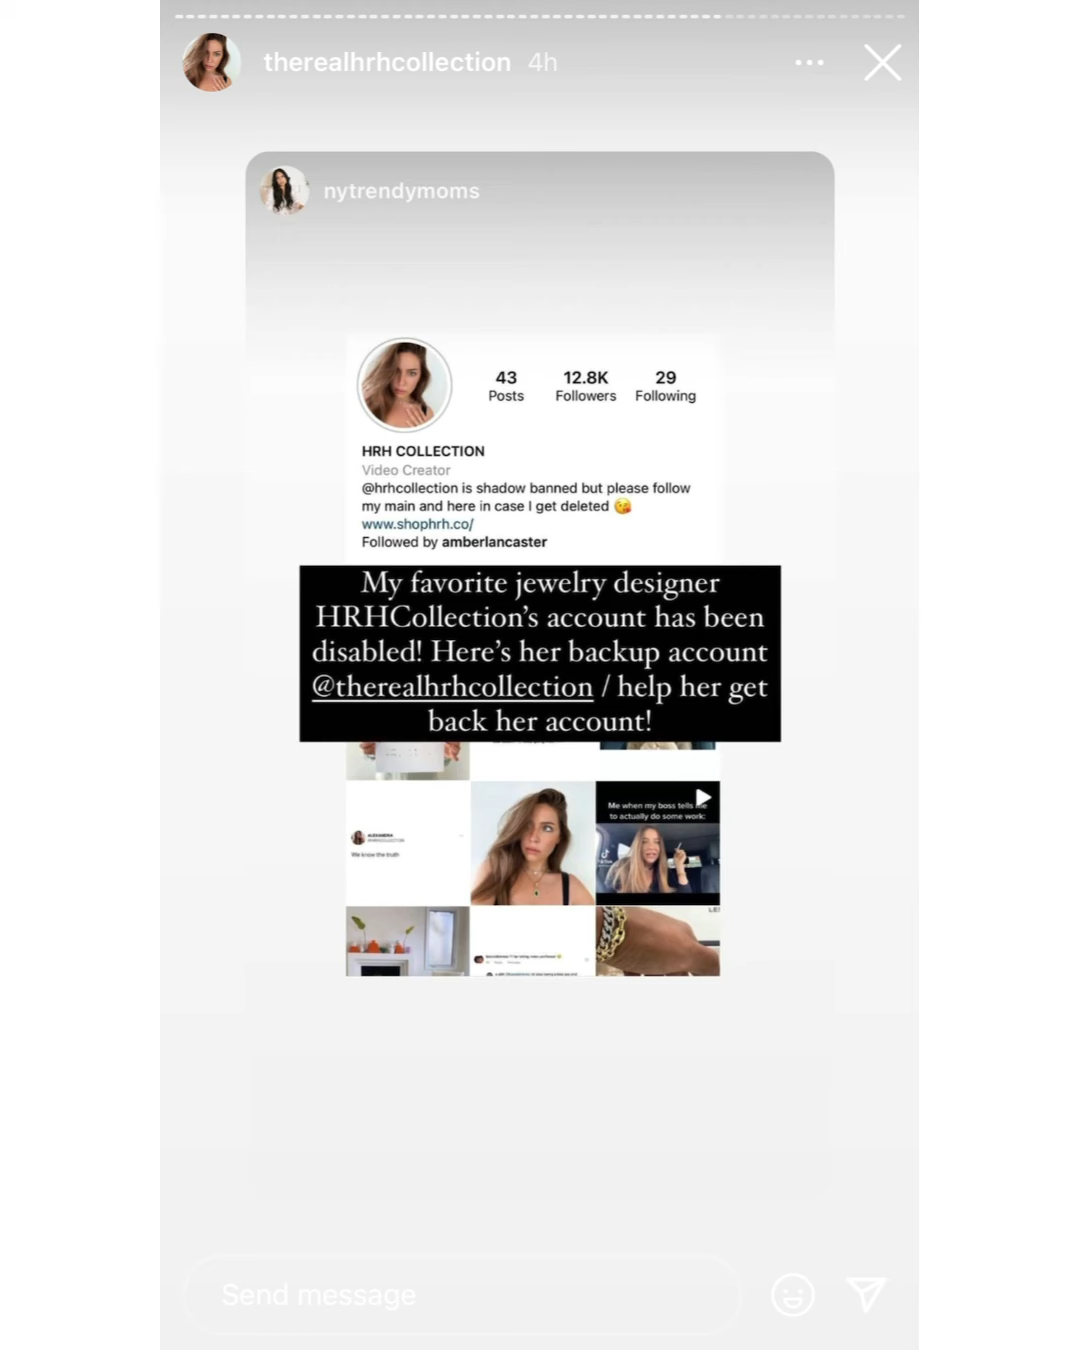 therealhrhcollection 4h
nytrendymoms
43 12.8K 29
Posts Followers Following
HRH COLLECTION
Video Creator
@hrhcollection is shadow banned but please follow
my main and here in case I get deleted 😘
www.shophrh.co/
Followed by amberlancaster
My favorite jewelry designer
HRHCollection’s account has been
disabled! Here’s her backup account
@therealhrhcollection / help her get
back her account!
Me when my boss tells me
to actually do some work:
ALEXANDRA
We know the truth
Send message